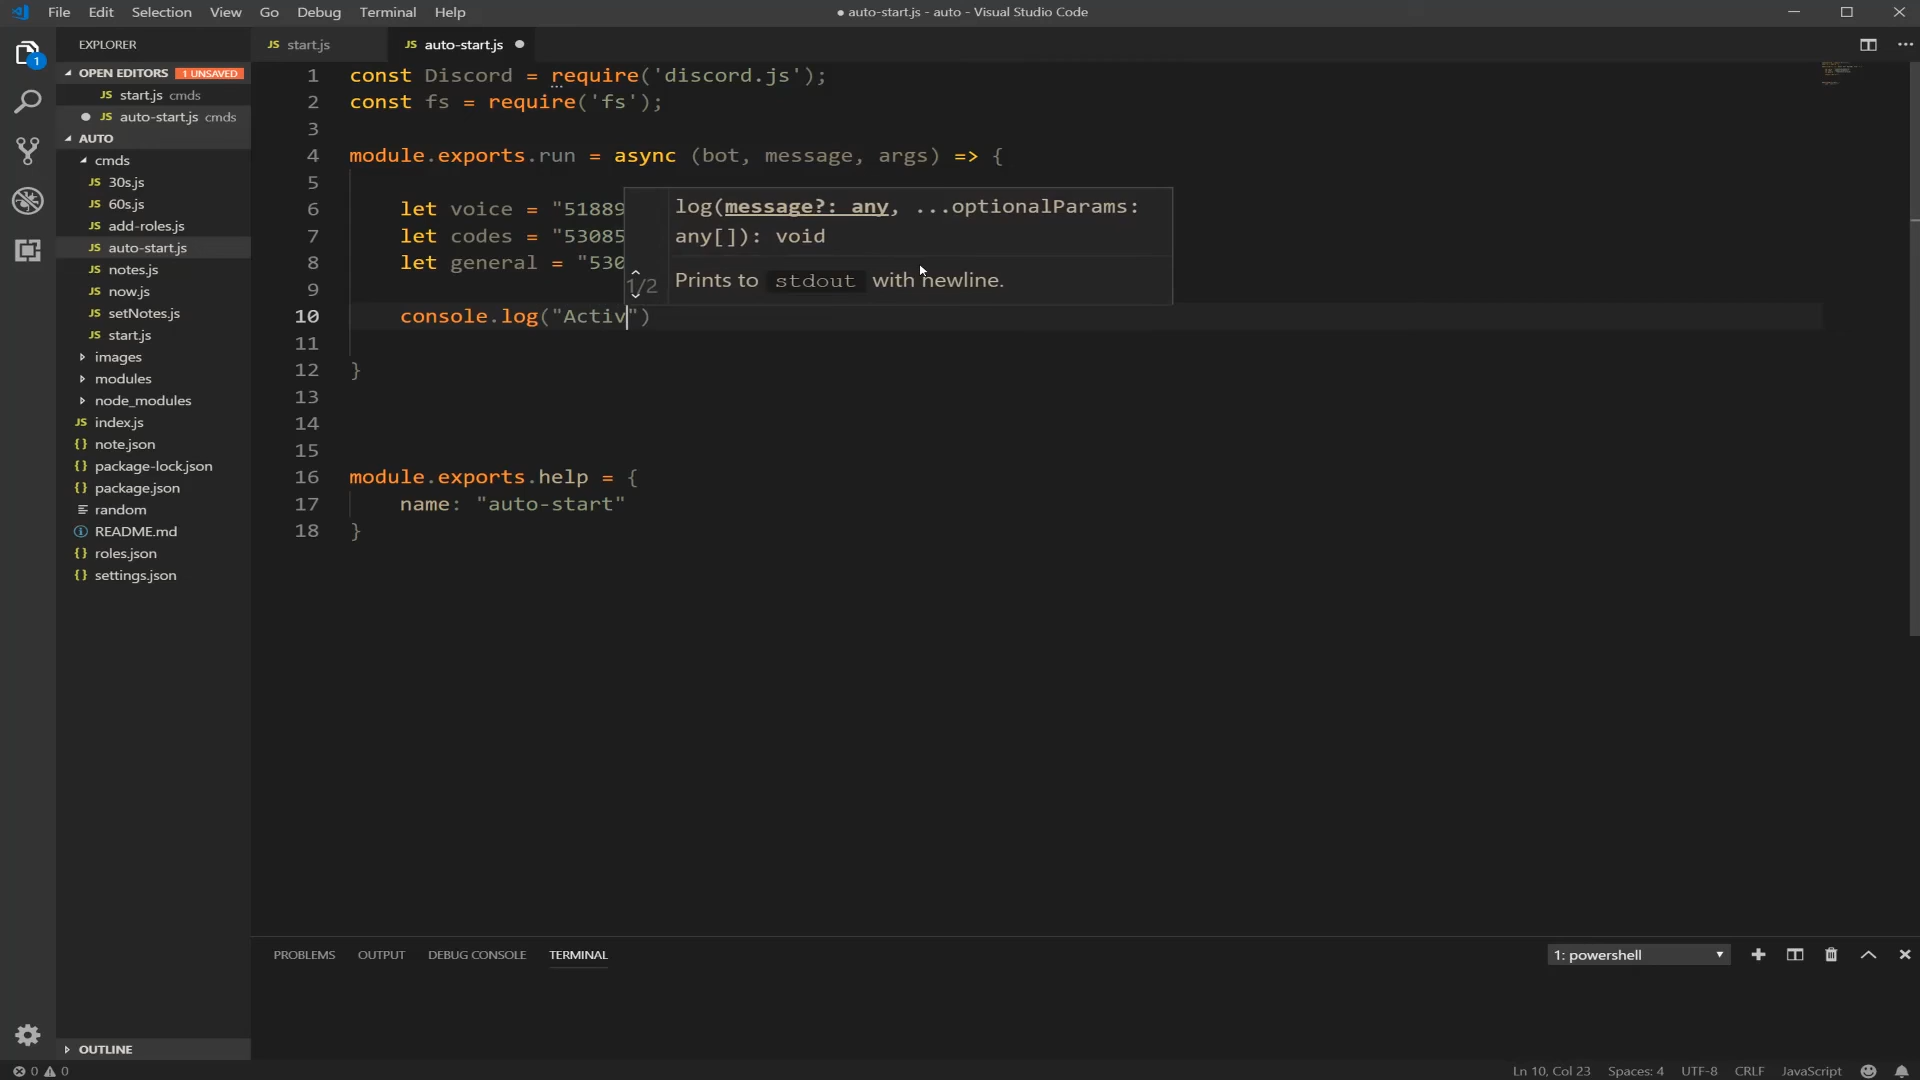 File Edit Selection View Go Debug Terminal Help
● auto-start.js - auto - Visual Studio Code
EXPLORER
OPEN EDITORS 1 UNSAVED
JS start.js cmds
● JS auto-start.js cmds
AUTO
cmds
JS 30s.js
JS 60s.js
JS add-roles.js
JS auto-start.js
JS notes.js
JS now.js
JS setNotes.js
JS start.js
images
modules
node_modules
JS index.js
{} note.json
{} package-lock.json
{} package.json
random
README.md
{} roles.json
{} settings.json
OUTLINE
1
JS start.js
JS auto-start.js ●
1 const Discord = require('discord.js');
2 const fs = require('fs');
3
4 module.exports.run = async (bot, message, args) => {
5
6 let voice = "51889
7 let codes = "53085
8 let general = "530
9
10 console.log("Activ")
11
12 }
13
14
15
16 module.exports.help = {
17 name: "auto-start"
18 }
1/2
log(message?: any, ...optionalParams:
any[]): void
Prints to stdout with newline.
PROBLEMS OUTPUT DEBUG CONSOLE TERMINAL
1: powershell
0 0
Ln 10, Col 23 Spaces: 4 UTF-8 CRLF JavaScript